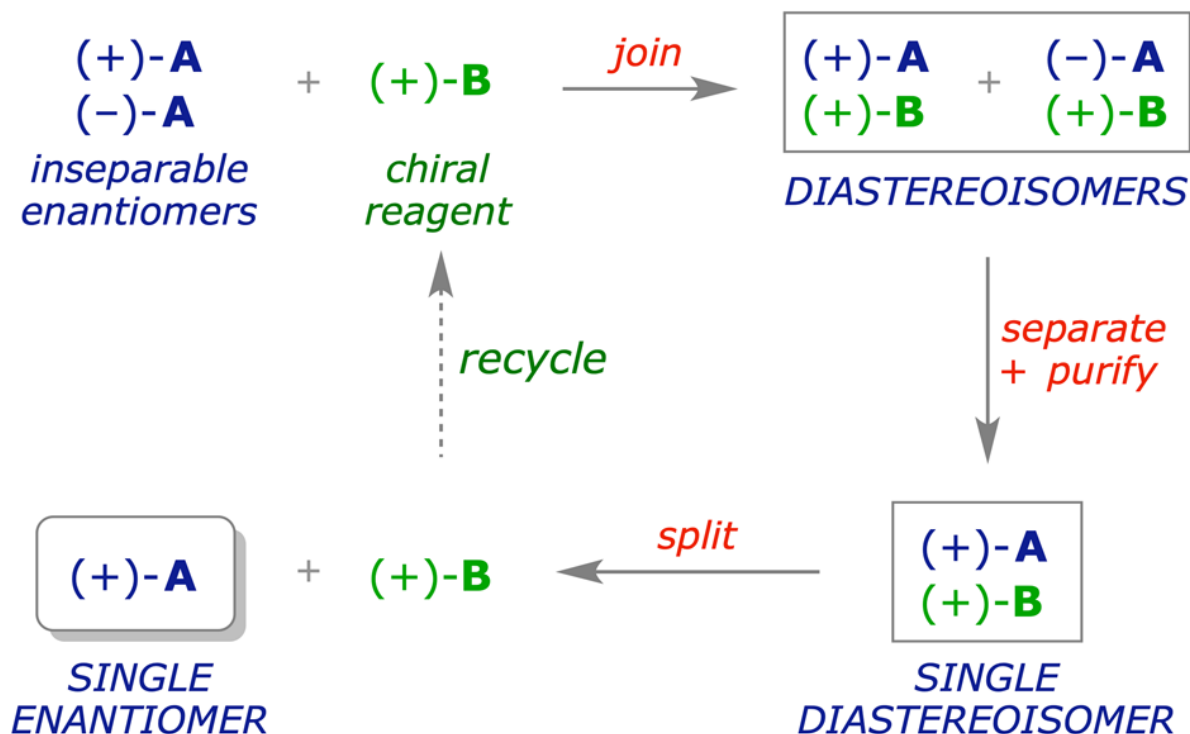 (+)-A + (+)-B join (+)-A + (–)-A
(–)-A (+)-B (+)-B
inseparable
enantiomers
chiral
reagent
DIASTEREOISOMERS
separate
+ purify
recycle
(+)-A + (+)-B split (+)-A
(+)-B
SINGLE
ENANTIOMER
SINGLE
DIASTEREOISOMER